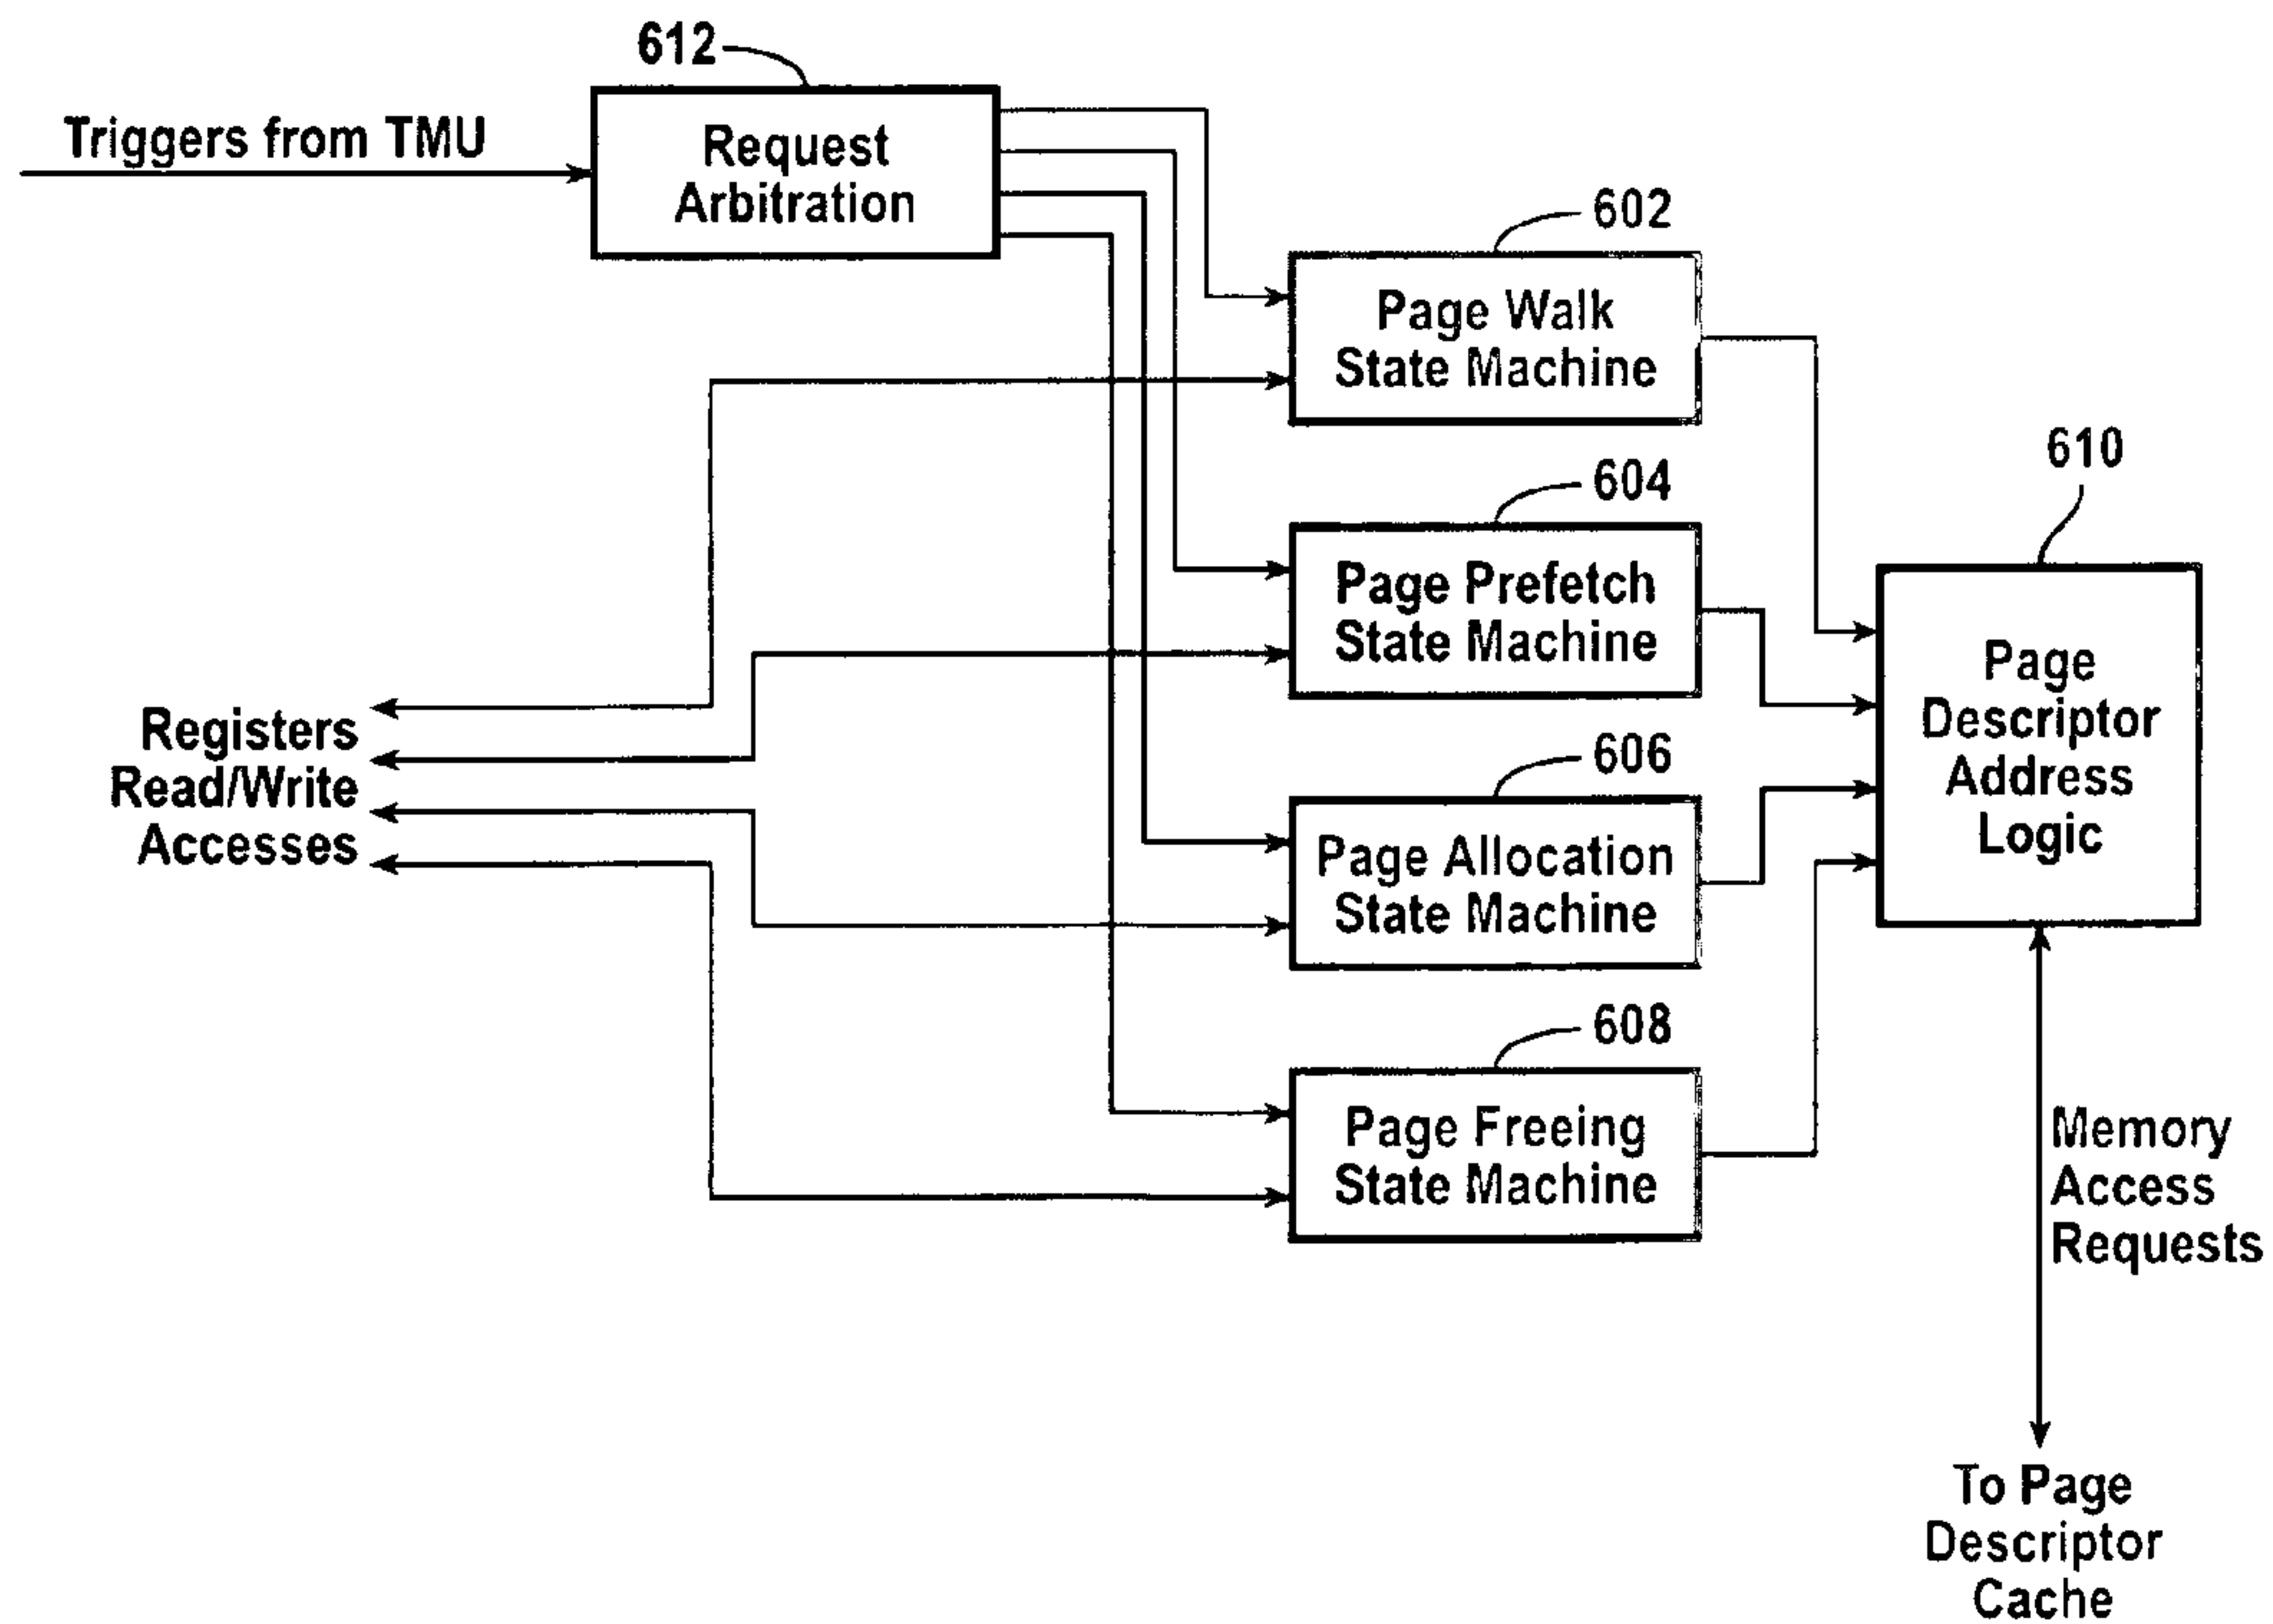 612
Triggers from TMU
Request
Arbitration
602
Page Walk
State Machine
604
Page Prefetch
State Machine
610
Page
Descriptor
Address
Logic
Registers
Read/Write
Accesses
606
Page Allocation
State Machine
608
Page Freeing
State Machine
Memory
Access
Requests
To Page
Descriptor
Cache